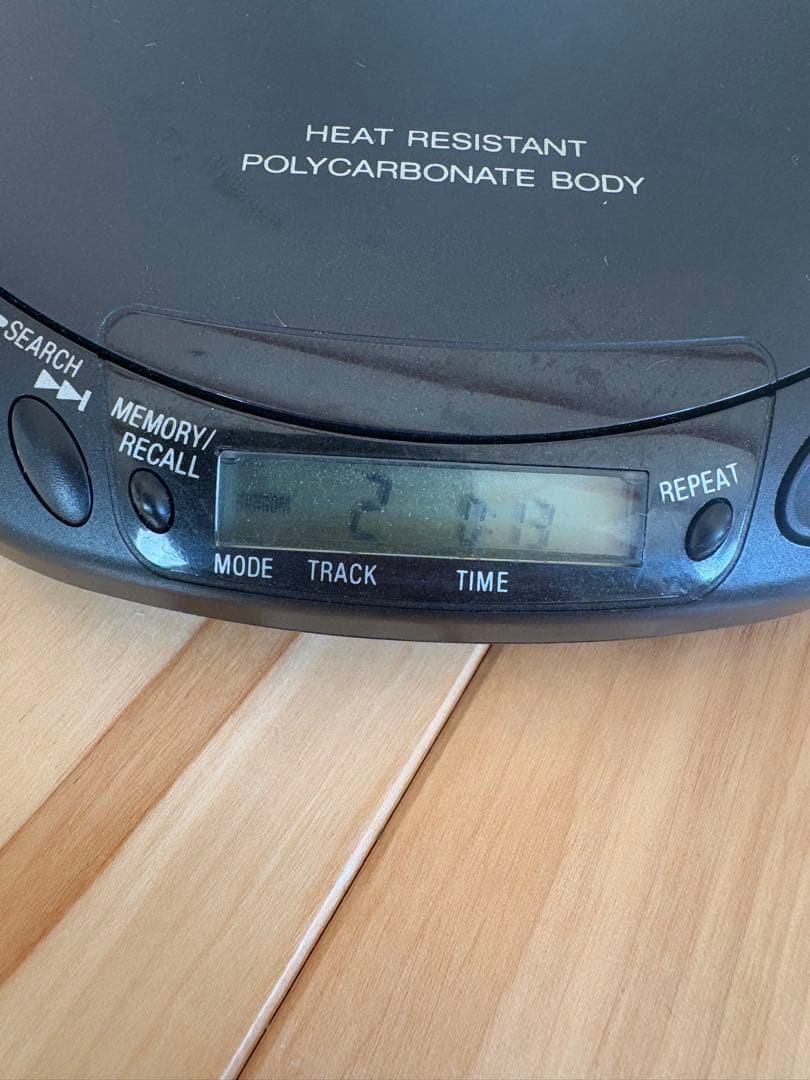 HEAT RESISTANT
POLYCARBONATE BODY
SEARCH
MEMORY/
RECALL
REPEAT
2 0:13
MODE TRACK TIME